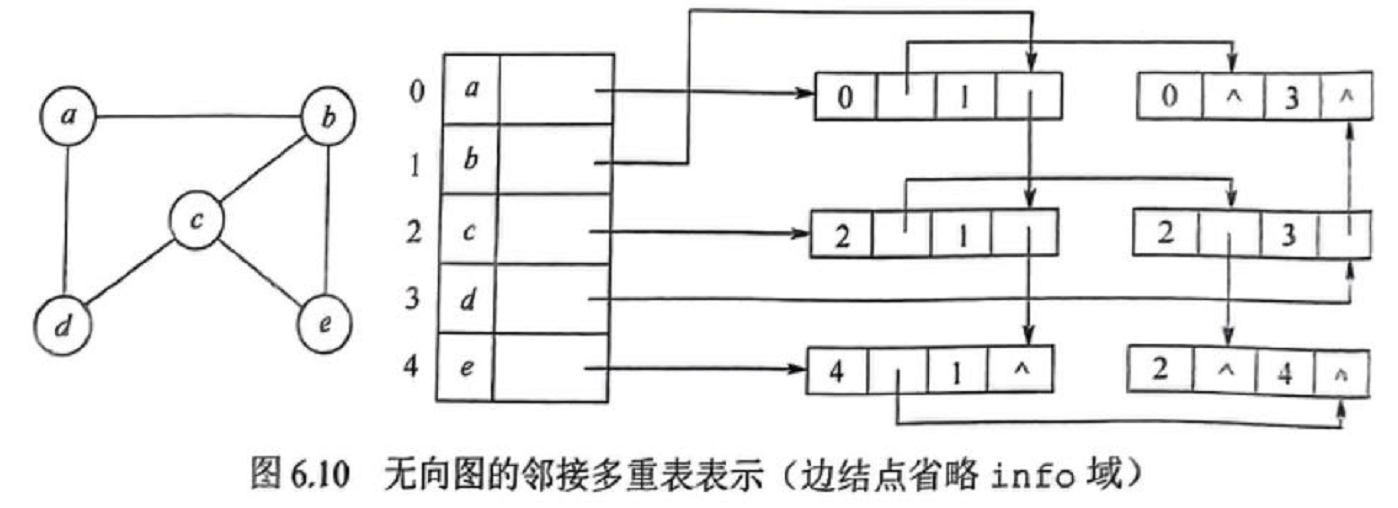 a b
c
d e
0 a 0 1 0 ^ 3 ^
1 b
2 c 2 1 2 3
3 d
4 e 4 1 ^ 2 ^ 4 ^
图 6.10 无向图的邻接多重表表示（边结点省略 info 域）